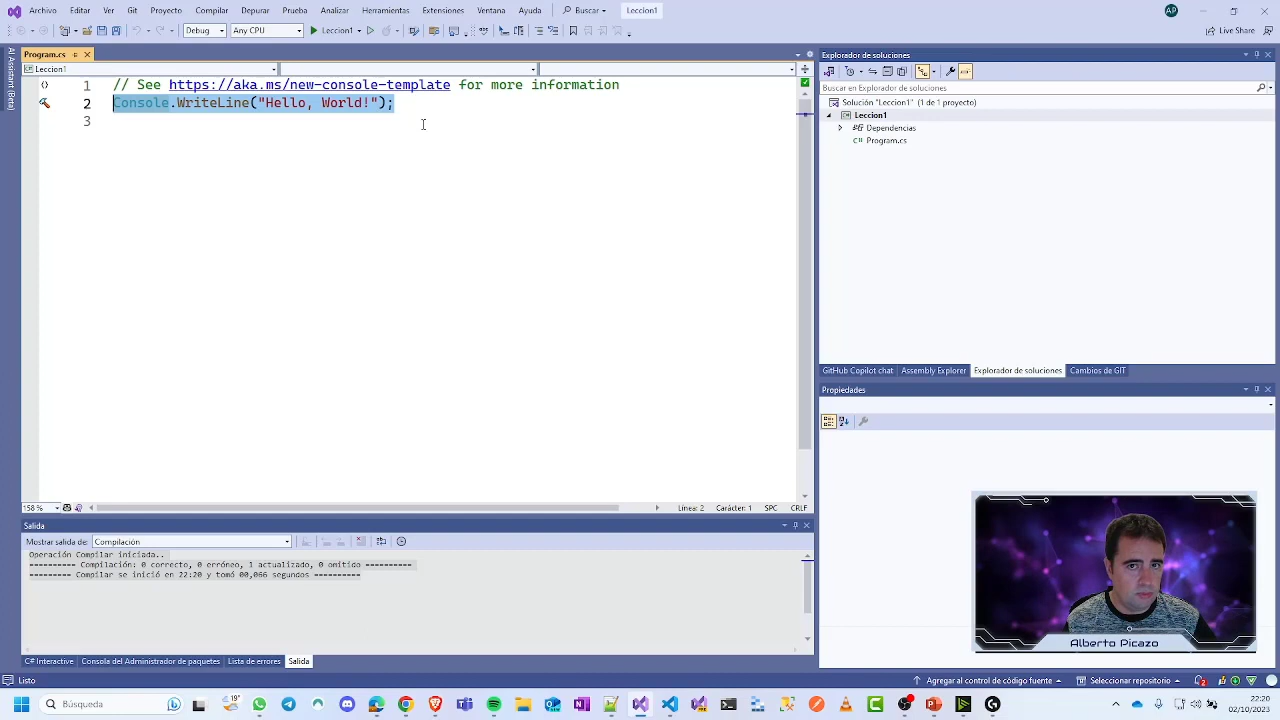 Archivo Editar Ver Git Proyecto Compilar Depurar Prueba Analizar Herramientas Extensiones Ventana Ayuda Buscar Leccion1 AP
Debug Any CPU Leccion1 Live Share
AI Assistant (Beta)
Program.cs
Leccion1
1 // See https://aka.ms/new-console-template for more information
2 Console.WriteLine("Hello, World!");
3
158 % Línea: 2 Carácter: 1 SPC CRLF
Salida
Mostrar salida de: Compilación
Operación Compilar iniciada..
========== Compilación: 0 correcto, 0 erróneo, 1 actualizado, 0 omitido ==========
========= Compilar se inició en 22:20 y tomó 00,066 segundos ==========
C# Interactive Consola del Administrador de paquetes Lista de errores Salida
Explorador de soluciones
Buscar en Explorador de soluciones
Solución "Leccion1" (1 de 1 proyecto)
Leccion1
Dependencias
C# Program.cs
GitHub Copilot chat Assembly Explorer Explorador de soluciones Cambios de GIT
Propiedades
Alberto Picazo
Listo Agregar al control de código fuente Seleccionar repositorio 2
Búsqueda 19° 22:20
02/10/2023